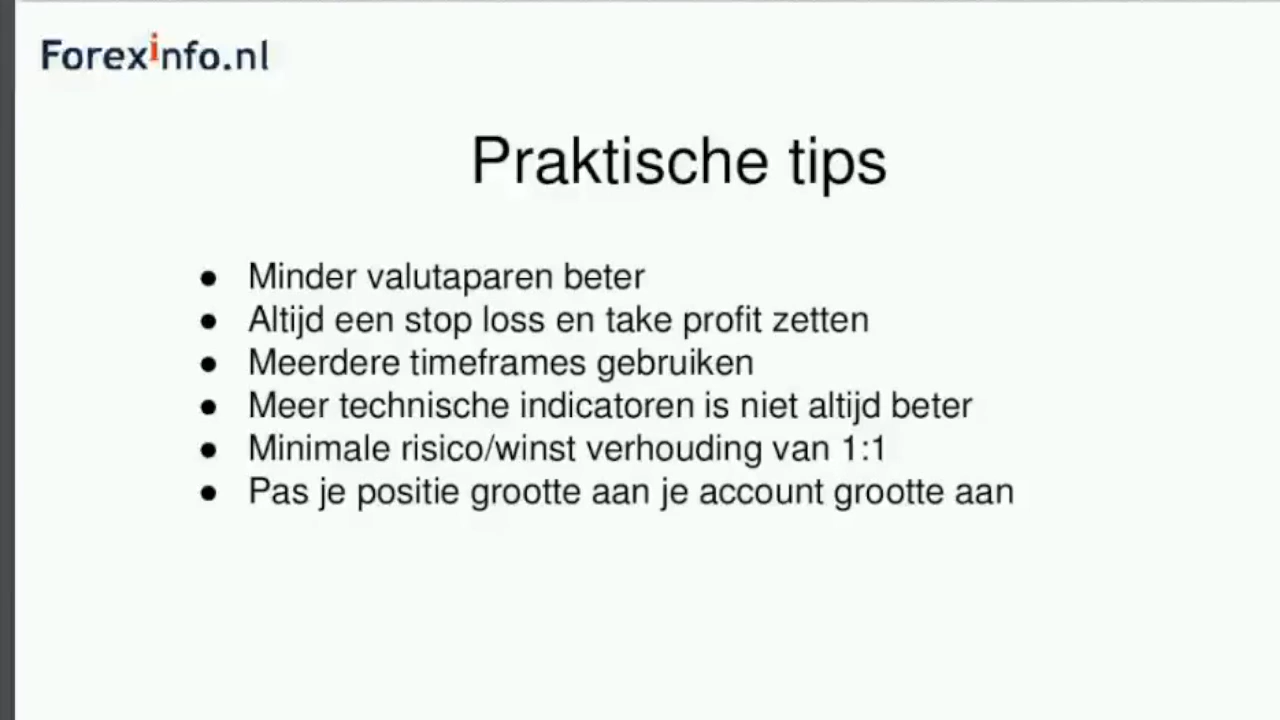 Forexinfo.nl
Praktische tips
● Minder valutaparen beter
● Altijd een stop loss en take profit zetten
● Meerdere timeframes gebruiken
● Meer technische indicatoren is niet altijd beter
● Minimale risico/winst verhouding van 1:1
● Pas je positie grootte aan je account grootte aan